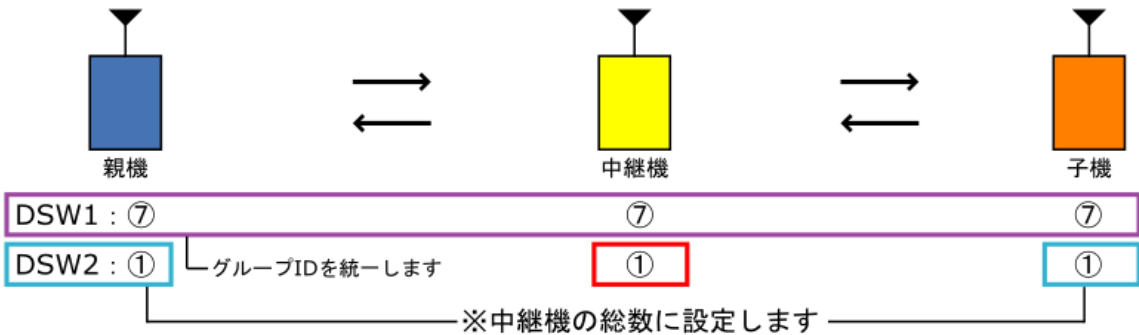 親機 中継機 子機
DSW1：⑦ ⑦ ⑦
DSW2：① ① ①
グループIDを統一します
※中継機の総数に設定します